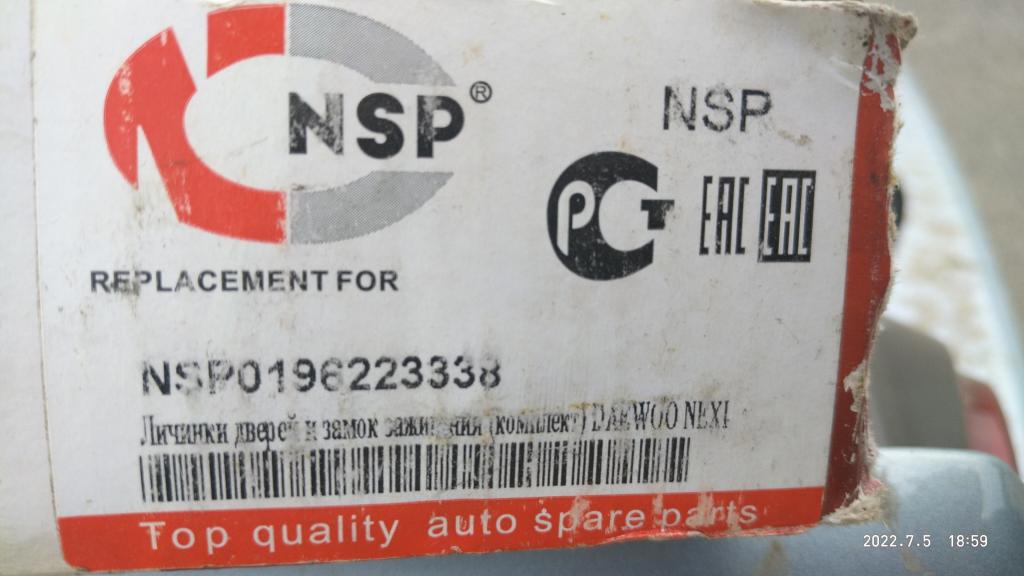 NSP®
NSP
РСТ
EAC EAC
REPLACEMENT FOR
NSP0196223338
Личинки дверей и замок зажигания (комплект) DAEWOO NEXI
Top quality auto spare parts
2022.7.5 18:59